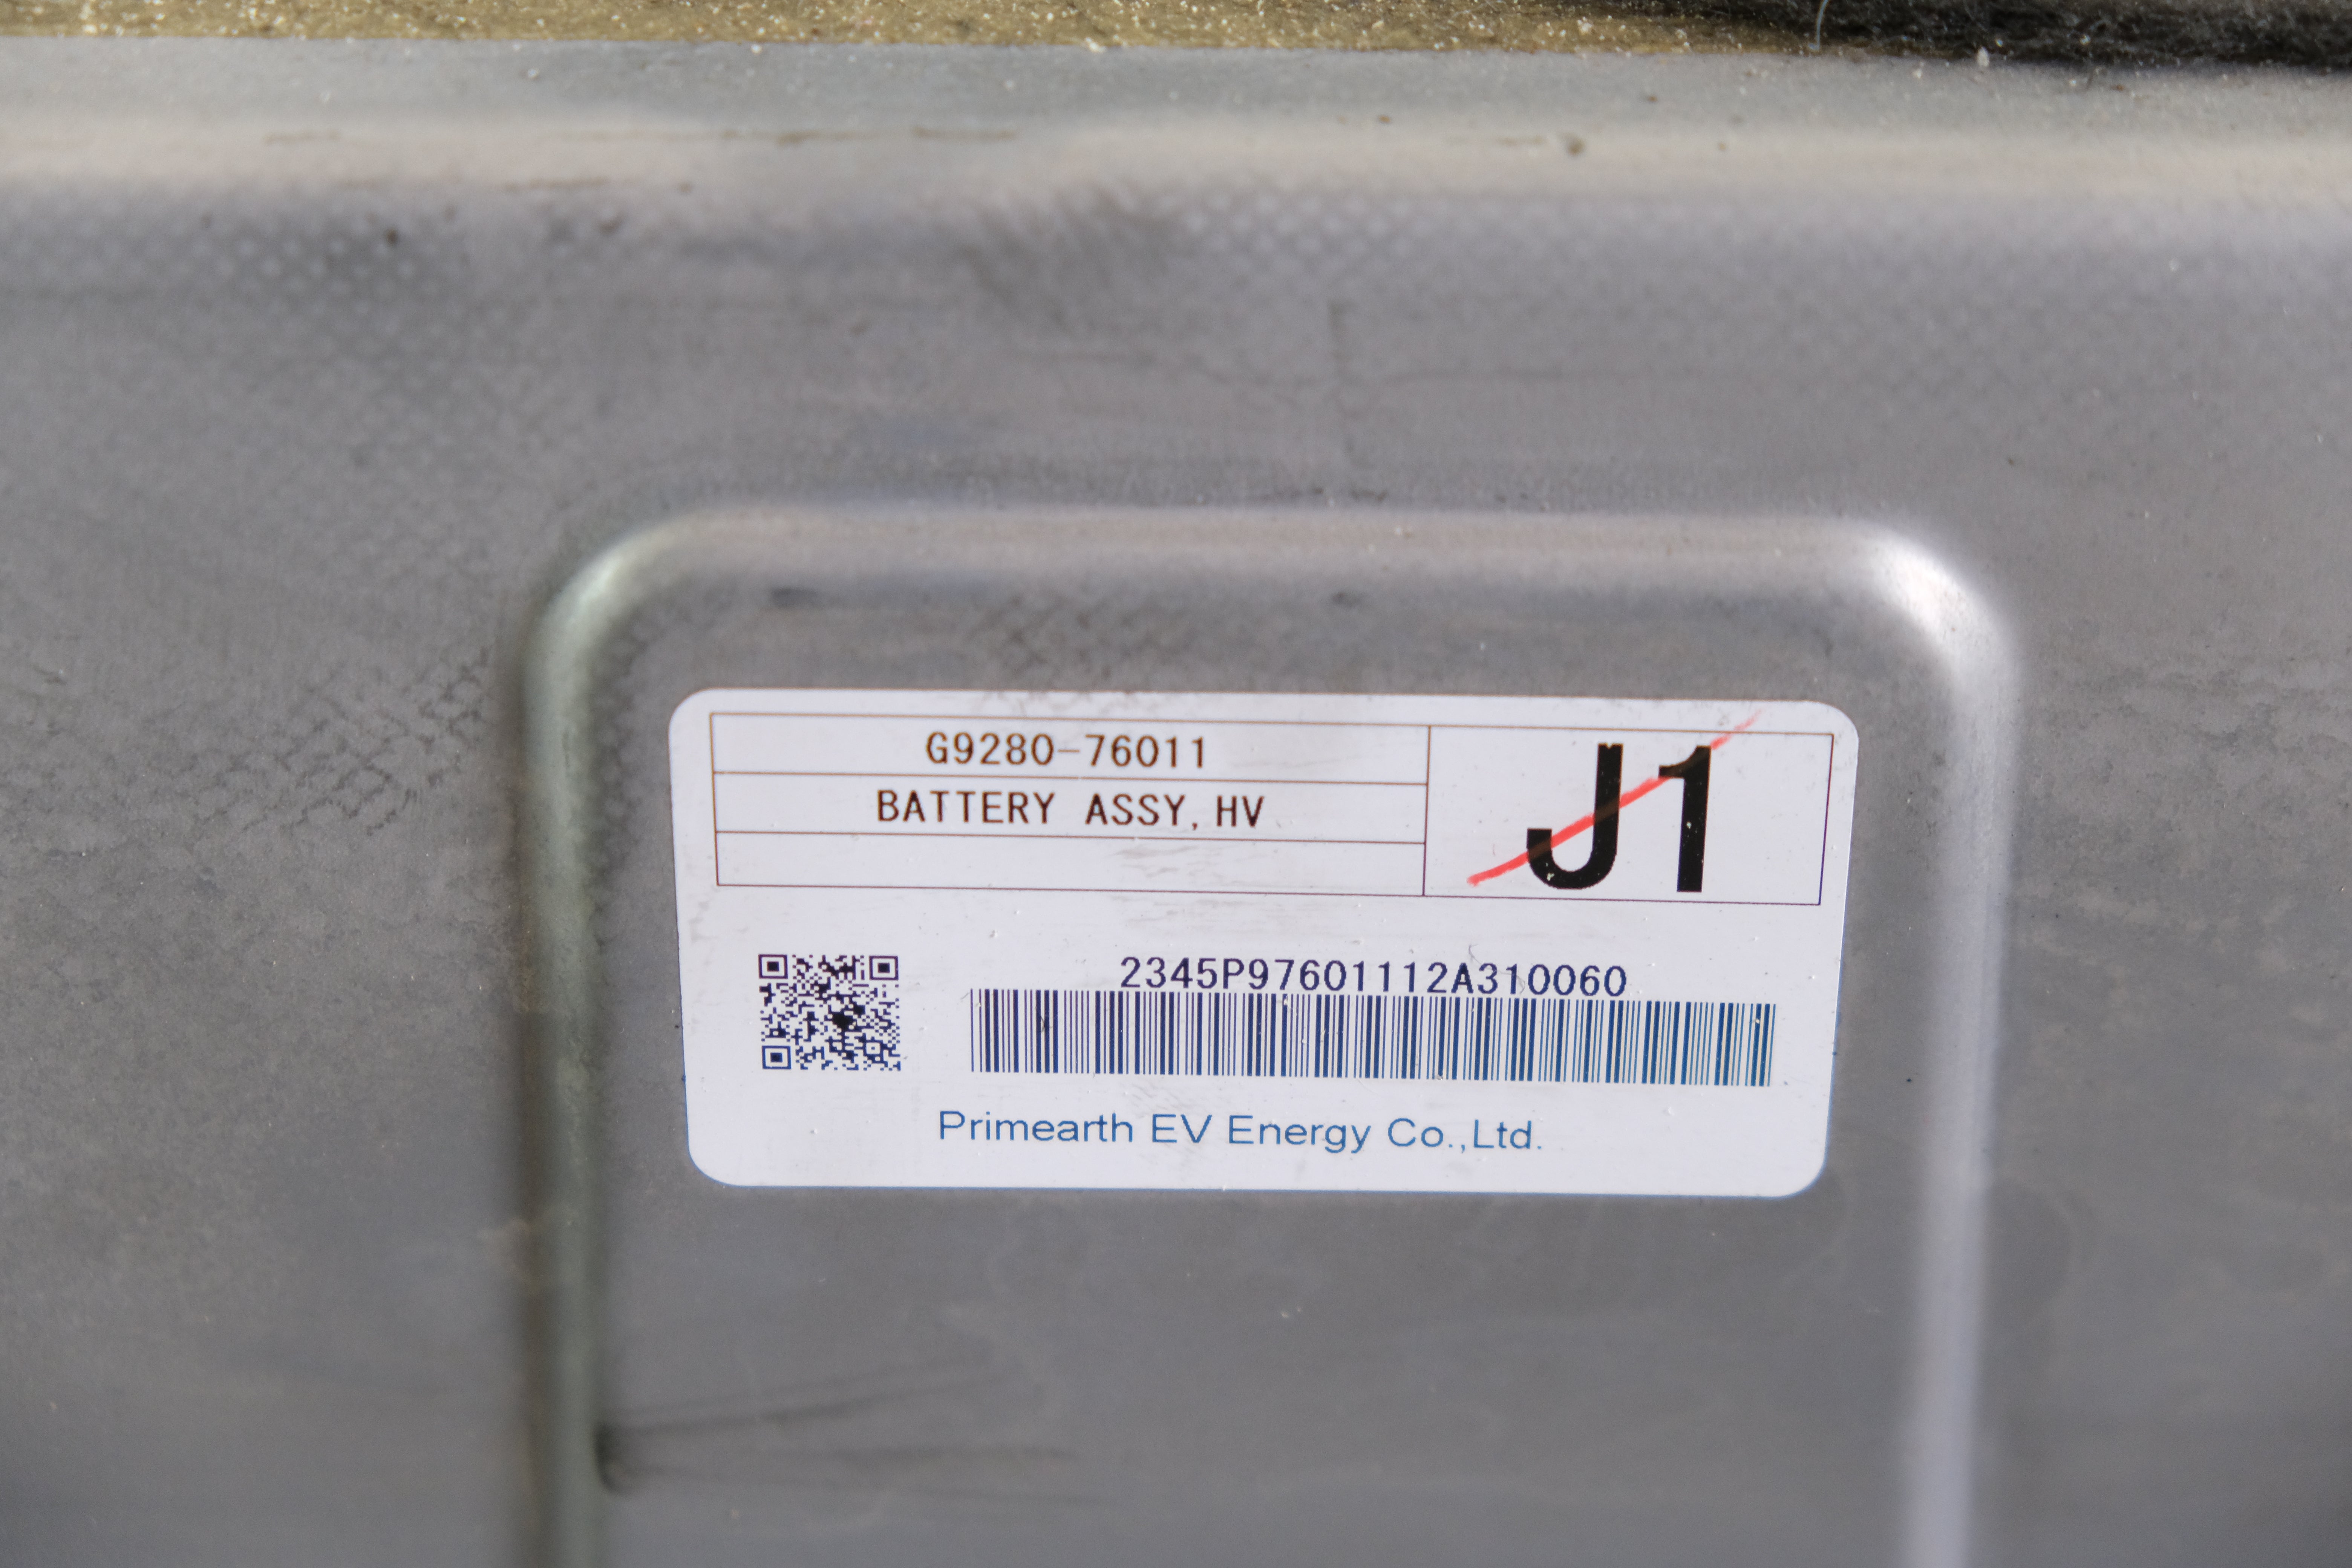 G9280-76011
BATTERY ASSY,HV
J1
2345P97601112A310060
Primearth EV Energy Co.,Ltd.